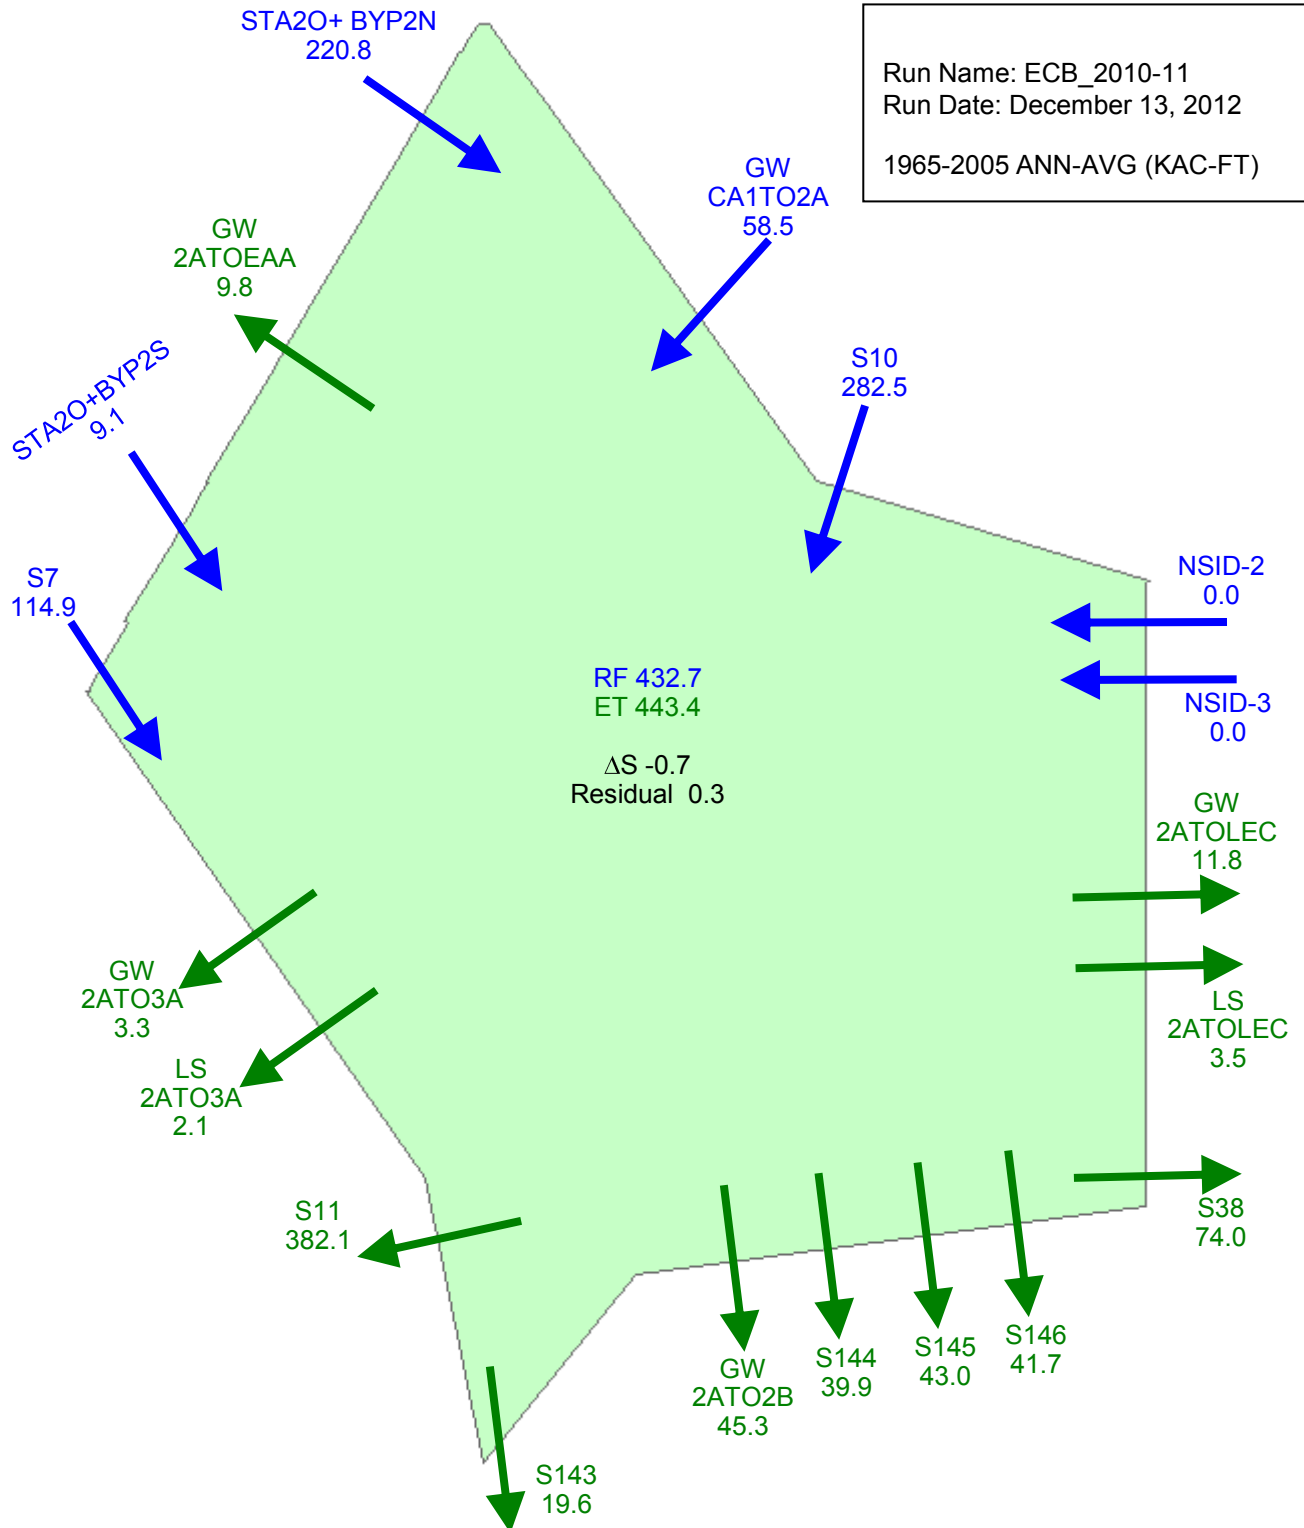 STA2O+ BYP2N
220.8
Run Name: ECB_2010-11
Run Date: December 13, 2012
1965-2005 ANN-AVG (KAC-FT)
GW
CA1TO2A
58.5
GW
2ATOEAA
9.8
S10
282.5
STA2O+BYP2S
9.1
S7
114.9
NSID-2
0.0
NSID-3
0.0
RF 432.7
ET 443.4
ΔS -0.7
Residual 0.3
GW
2ATOLEC
11.8
LS
2ATOLEC
3.5
GW
2ATO3A
3.3
LS
2ATO3A
2.1
S11
382.1
S38
74.0
GW
2ATO2B
45.3
S144
39.9
S145
43.0
S146
41.7
S143
19.6